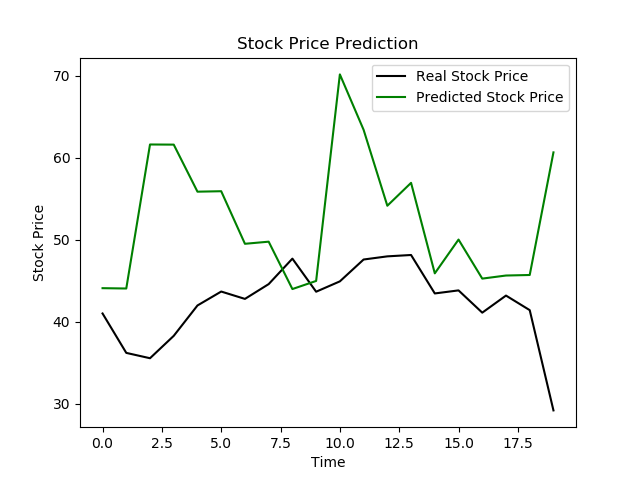 Stock Price Prediction
Real Stock Price
Predicted Stock Price
Stock Price
70
60
50
40
30
0.0 2.5 5.0 7.5 10.0 12.5 15.0 17.5
Time